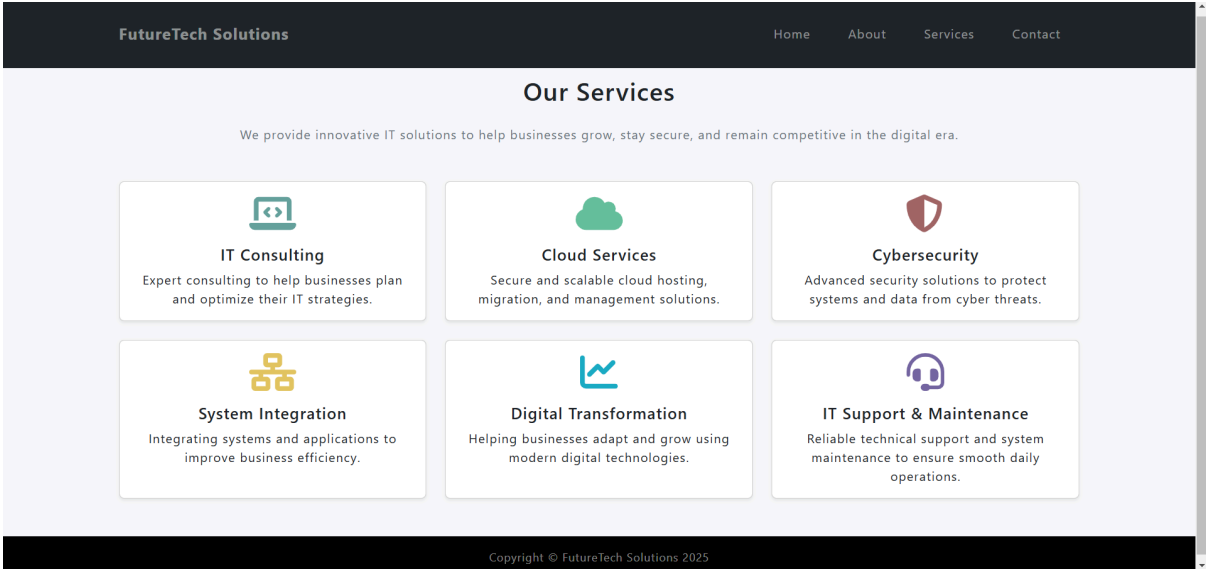 FutureTech Solutions
Home About Services Contact
Our Services
We provide innovative IT solutions to help businesses grow, stay secure, and remain competitive in the digital era.
IT Consulting
Expert consulting to help businesses plan
and optimize their IT strategies.
Cloud Services
Secure and scalable cloud hosting,
migration, and management solutions.
Cybersecurity
Advanced security solutions to protect
systems and data from cyber threats.
System Integration
Integrating systems and applications to
improve business efficiency.
Digital Transformation
Helping businesses adapt and grow using
modern digital technologies.
IT Support & Maintenance
Reliable technical support and system
maintenance to ensure smooth daily
operations.
Copyright © FutureTech Solutions 2025